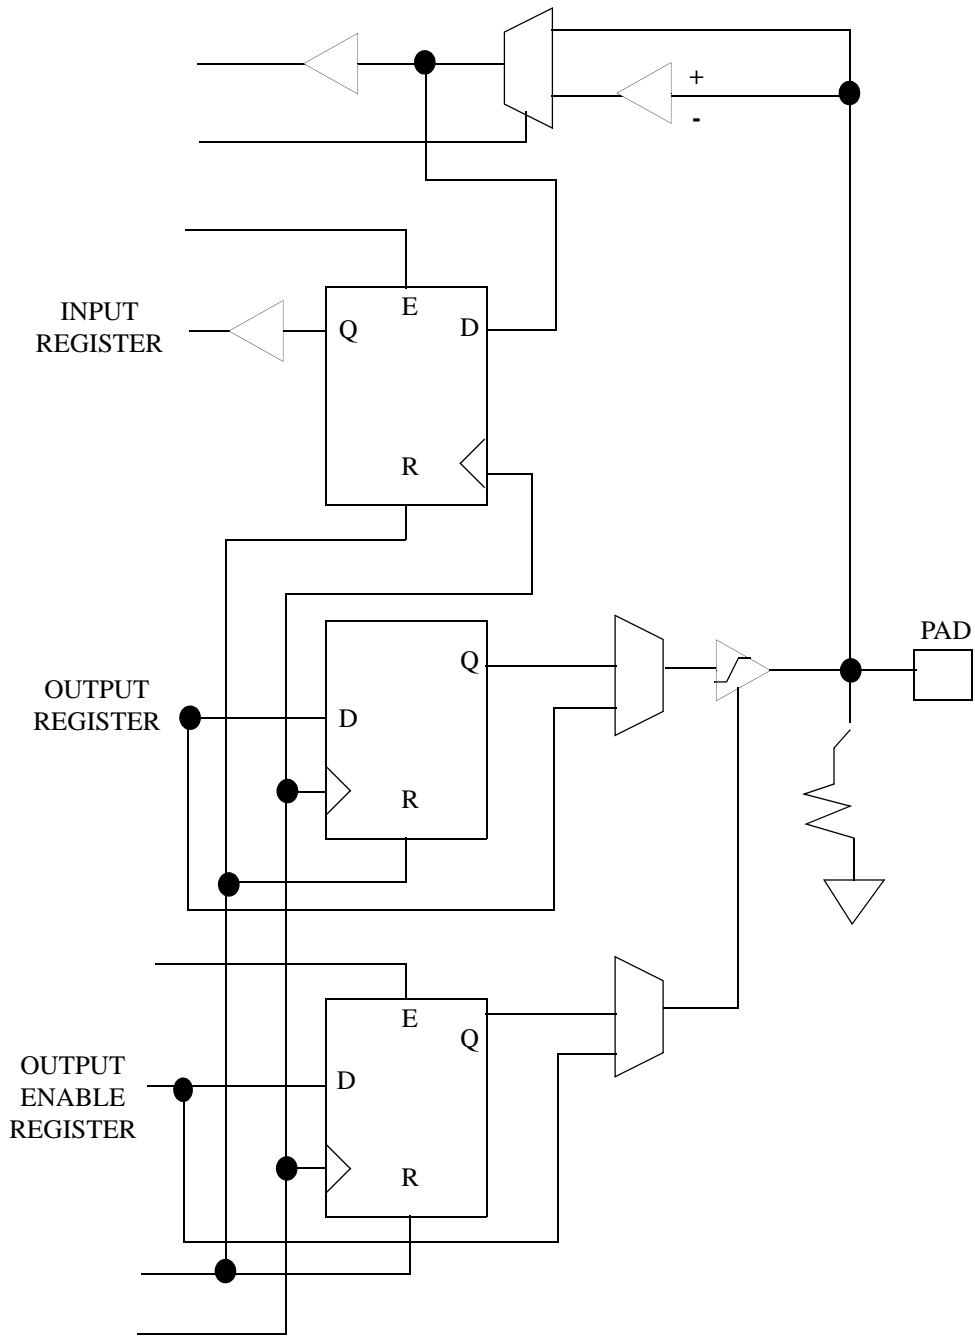 +
-
INPUT
REGISTER
E
Q
D
R
PAD
OUTPUT
REGISTER
Q
D
R
OUTPUT
ENABLE
REGISTER
E
Q
D
R